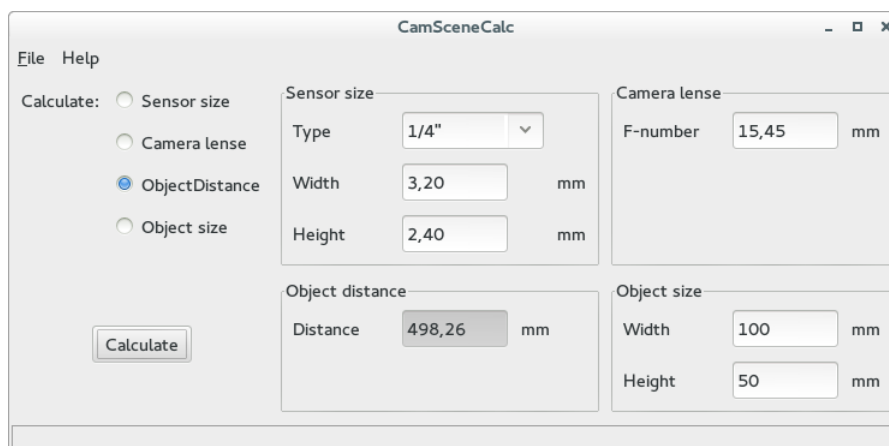 CamSceneCalc
File Help
Calculate:
Sensor size
Camera lense
ObjectDistance
Object size
Calculate
Sensor size
Type 1/4"
Width 3,20 mm
Height 2,40 mm
Camera lense
F-number 15,45 mm
Object distance
Distance 498,26 mm
Object size
Width 100 mm
Height 50 mm